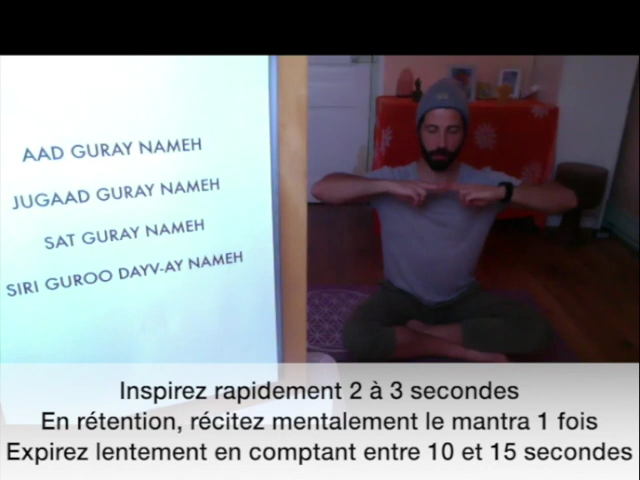 AAD GURAY NAMEH
JUGAAD GURAY NAMEH
SAT GURAY NAMEH
SIRI GUROO DAYV-AY NAMEH
Inspirez rapidement 2 à 3 secondes
En rétention, récitez mentalement le mantra 1 fois
Expirez lentement en comptant entre 10 et 15 secondes